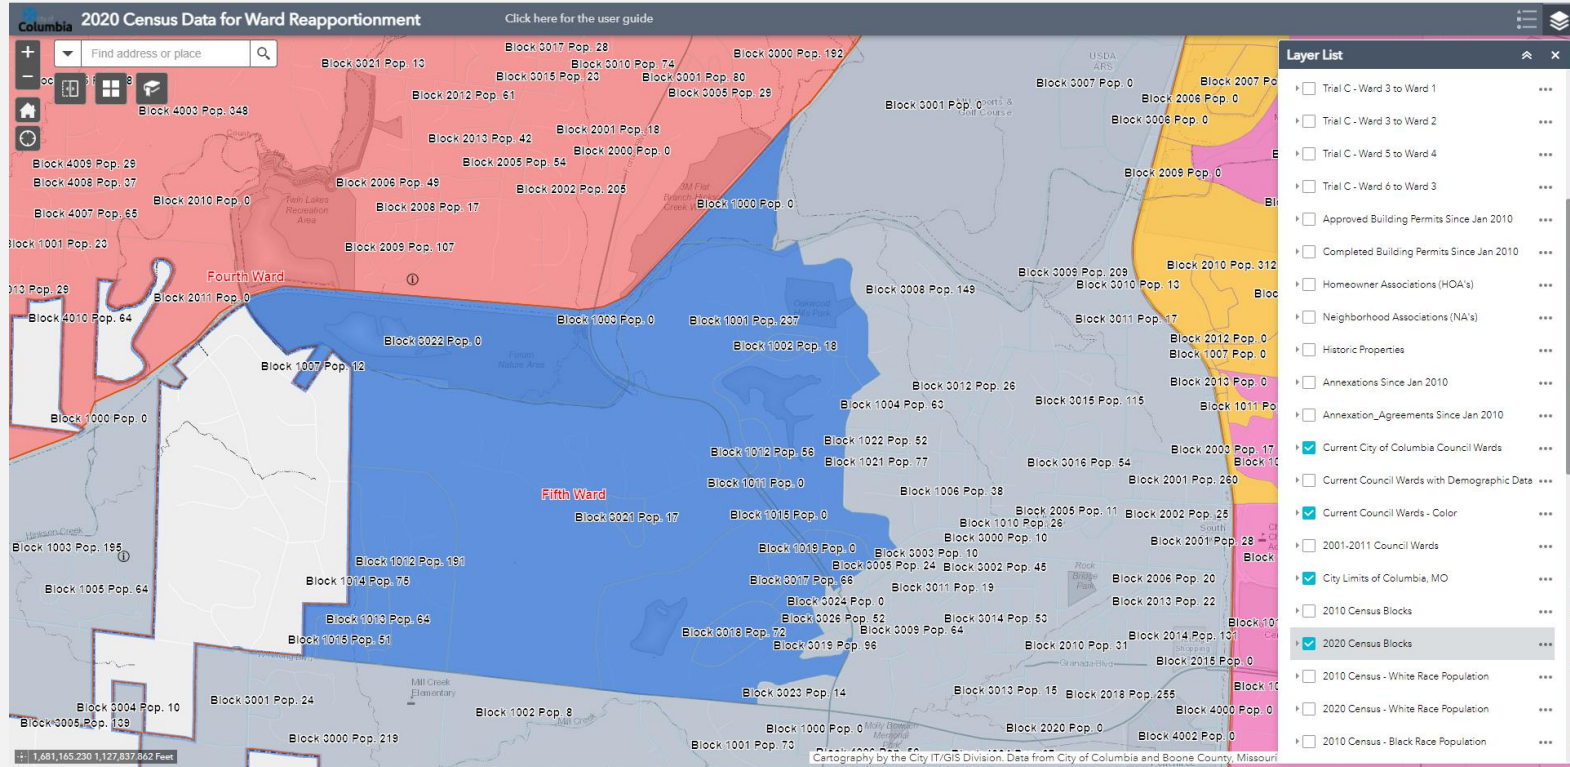 Columbia
2020 Census Data for Ward Reapportionment
Click here for the user guide
Find address or place
Layer List
Trial C - Ward 3 to Ward 1
Trial C - Ward 3 to Ward 2
Trial C - Ward 5 to Ward 4
Trial C - Ward 6 to Ward 3
Approved Building Permits Since Jan 2010
Completed Building Permits Since Jan 2010
Homeowner Associations (HOA's)
Neighborhood Associations (NA's)
Historic Properties
Annexations Since Jan 2010
Annexation_Agreements Since Jan 2010
Current City of Columbia Council Wards
Current Council Wards with Demographic Data
Current Council Wards - Color
2001-2011 Council Wards
City Limits of Columbia, MO
2010 Census Blocks
2020 Census Blocks
2010 Census - White Race Population
2020 Census - White Race Population
2010 Census - Black Race Population
Block 3017 Pop. 28
Block 3000 Pop. 192
Block 3021 Pop. 13
Block 3010 Pop. 74
Block 3015 Pop. 23
Block 3001 Pop. 80
Block 3005 Pop. 29
Block 2012 Pop. 61
Block 4003 Pop. 348
Block 2001 Pop. 18
Block 2013 Pop. 42
Block 2000 Pop. 0
Block 2005 Pop. 54
Block 4009 Pop. 29
Block 4008 Pop. 37
Block 2006 Pop. 49
Block 2002 Pop. 205
Block 2010 Pop. 0
Block 2008 Pop. 17
Block 4007 Pop. 65
Twin Lakes
Recreation
Area
Block 1000 Pop. 0
Block 1001 Pop. 23
Block 2009 Pop. 107
Fourth Ward
Block 2011 Pop. 0
Block 4010 Pop. 64
USDA
ARS
Block 3007 Pop. 0
Block 2007 Po
Block 2006 Pop. 0
Block 3001 Pop. 0
Golf Course
Block 3006 Pop. 0
Block 2009 Pop. 0
Block 3009 Pop. 209
Block 2010 Pop. 312
Block 3010 Pop. 13
Block 3008 Pop. 149
Block 1003 Pop. 0
Block 1001 Pop. 237
Block 3011 Pop. 17
Block 3022 Pop. 0
Block 1002 Pop. 18
Block 2012 Pop. 0
Block 1007 Pop. 0
Block 1007 Pop. 12
Nature Area
Block 3012 Pop. 26
Block 2013 Pop. 0
Block 1004 Pop. 63
Block 3015 Pop. 115
Block 1011 Po
Block 1000 Pop. 0
Block 1022 Pop. 52
Block 1012 Pop. 56
Block 1021 Pop. 77
Block 3016 Pop. 54
Block 2003 Pop. 17
Block 1011 Pop. 0
Block 1006 Pop. 38
Block 2001 Pop. 260
Fifth Ward
Block 3021 Pop. 17
Block 1015 Pop. 0
Block 2005 Pop. 11
Block 2002 Pop. 25
Block 1010 Pop. 26
Block 3000 Pop. 10
South
Block 2001 Pop. 28
Block 1003 Pop. 195
Block 1019 Pop. 0
Block 3003 Pop. 10
Block 3005 Pop. 24
Block 3002 Pop. 45
Block 1012 Pop. 191
Block 1014 Pop. 75
Block 3017 Pop. 66
Block 3011 Pop. 19
Rock
Bridge
Park
Block 2006 Pop. 20
Block 1005 Pop. 64
Block 3024 Pop. 0
Block 2013 Pop. 22
Block 1013 Pop. 64
Block 3026 Pop. 52
Block 3014 Pop. 53
Block 3018 Pop. 72
Block 3009 Pop. 64
Block 2014 Pop. 131
Block 1015 Pop. 51
Block 3019 Pop. 96
Block 2010 Pop. 31
Shopping
Block 2015 Pop. 0
Granada Blvd
Mill Creek
Elementary
Block 3023 Pop. 14
Block 3013 Pop. 15
Block 2018 Pop. 255
Block 3001 Pop. 24
Block 3004 Pop. 10
Block 4000 Pop. 0
Block 1002 Pop. 8
Block 3005 Pop. 139
Block 3000 Pop. 219
Block 1000 Pop. 0
Block 2020 Pop. 0
Block 4002 Pop. 0
Block 1001 Pop. 73
1,681,165.230 1,127,837.862 Feet
Cartography by the City IT/GIS Division. Data from City of Columbia and Boone County, Missouri